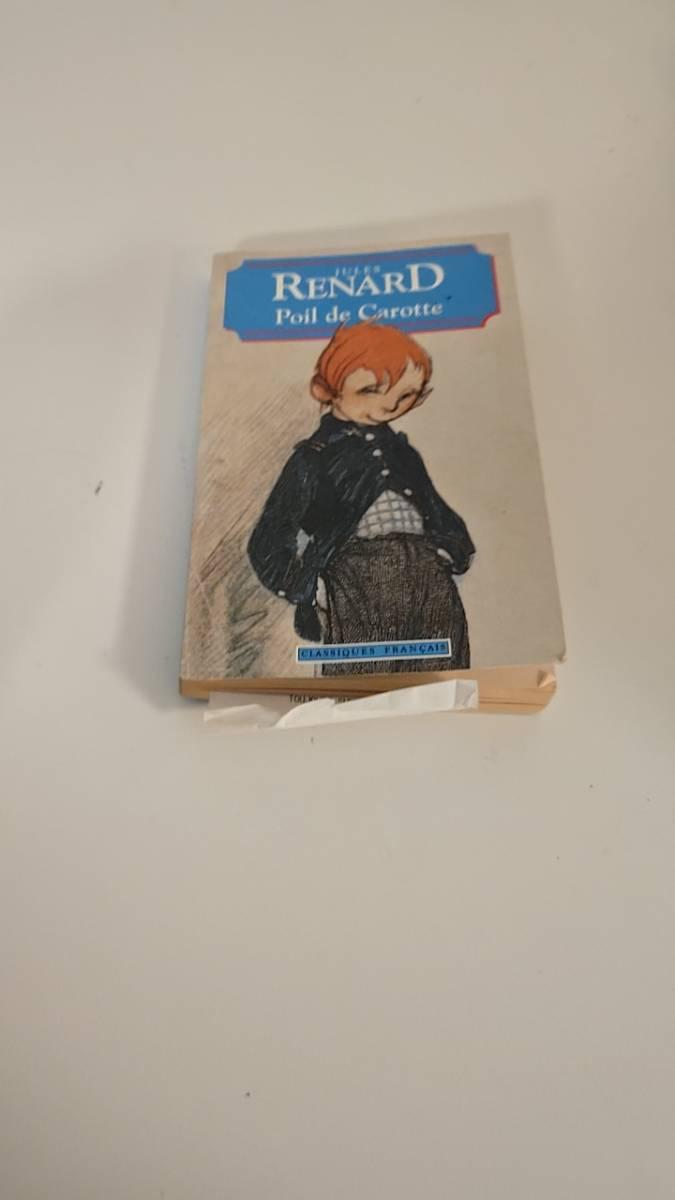 JULES
RENARD
Poil de Carotte
CLASSIQUES FRANÇAIS